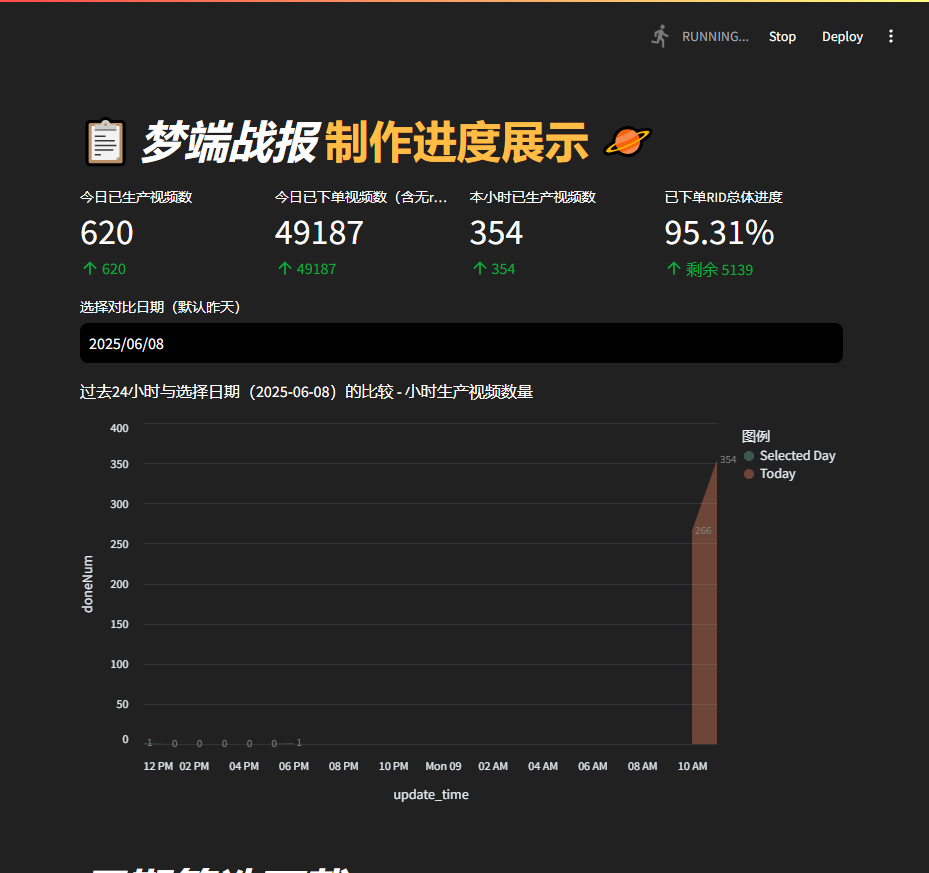 RUNNING... Stop Deploy
梦端战报 制作进度展示
今日已生产视频数 今日已下单视频数（含无r... 本小时已生产视频数 已下单RID总体进度
620 49187 354 95.31%
↑ 620 ↑ 49187 ↑ 354 ↑ 剩余 5139
选择对比日期（默认昨天）
2025/06/08
过去24小时与选择日期（2025-06-08）的比较 - 小时生产视频数量
图例
Selected Day
Today
400
350
300
250
200
150
100
50
0
doneNum
354
266
1 0 0 0 0 0 1
12 PM 02 PM 04 PM 06 PM 08 PM 10 PM Mon 09 02 AM 04 AM 06 AM 08 AM 10 AM
update_time